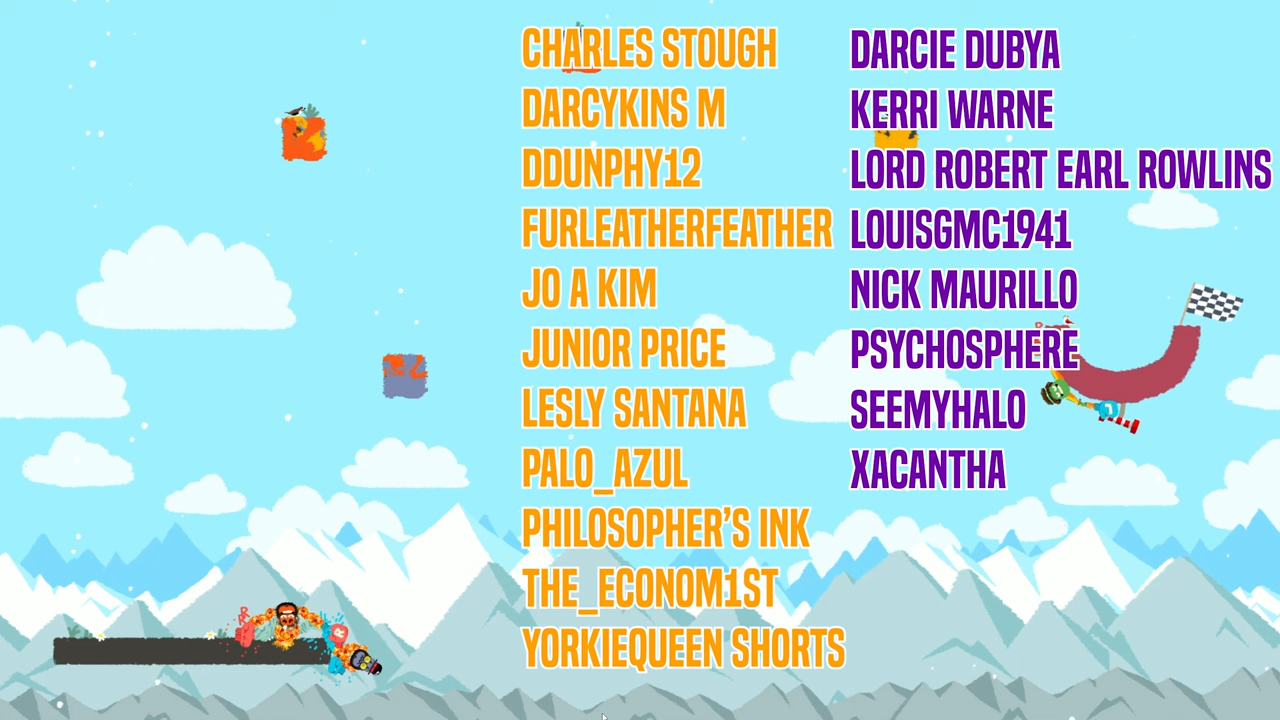 CHARLES STOUGH
DARCYKINS M
DDUNPHY12
FURLEATHERFEATHER
JO A KIM
JUNIOR PRICE
LESLY SANTANA
PALO_AZUL
PHILOSOPHER'S INK
THE_ECONOM1ST
YORKIEQUEEN SHORTS
DARCIE DUBYA
KERRI WARNE
LORD ROBERT EARL ROWLINS
LOUISGMC1941
NICK MAURILLO
PSYCHOSPHERE
SEEMYHALO
XACANTHA
R
R